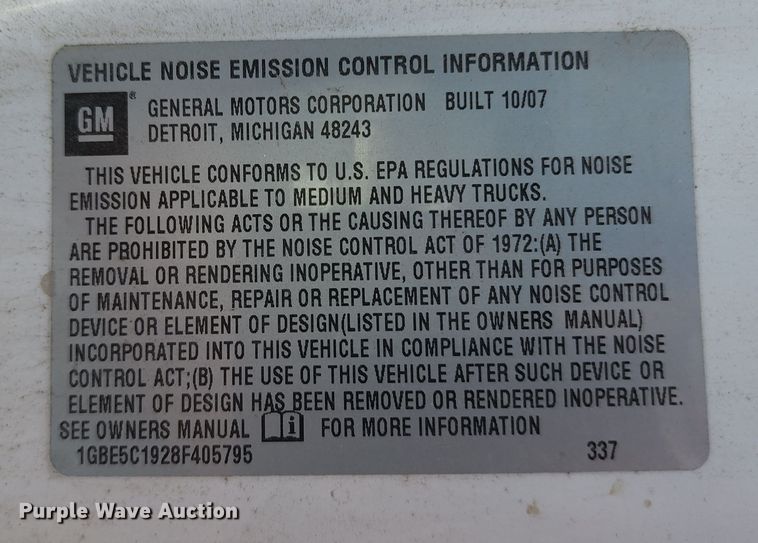 VEHICLE NOISE EMISSION CONTROL INFORMATION
GM ® GENERAL MOTORS CORPORATION BUILT 10/07
DETROIT, MICHIGAN 48243
THIS VEHICLE CONFORMS TO U.S. EPA REGULATIONS FOR NOISE
EMISSION APPLICABLE TO MEDIUM AND HEAVY TRUCKS.
THE FOLLOWING ACTS OR THE CAUSING THEREOF BY ANY PERSON
ARE PROHIBITED BY THE NOISE CONTROL ACT OF 1972:(A) THE
REMOVAL OR RENDERING INOPERATIVE, OTHER THAN FOR PURPOSES
OF MAINTENANCE, REPAIR OR REPLACEMENT OF ANY NOISE CONTROL
DEVICE OR ELEMENT OF DESIGN(LISTED IN THE OWNERS MANUAL)
INCORPORATED INTO THIS VEHICLE IN COMPLIANCE WITH THE NOISE
CONTROL ACT;(B) THE USE OF THIS VEHICLE AFTER SUCH DEVICE OR
ELEMENT OF DESIGN HAS BEEN REMOVED OR RENDERED INOPERATIVE.
SEE OWNERS MANUAL i FOR MORE INFORMATION
1GBE5C1928F405795 337
Purple Wave Auction